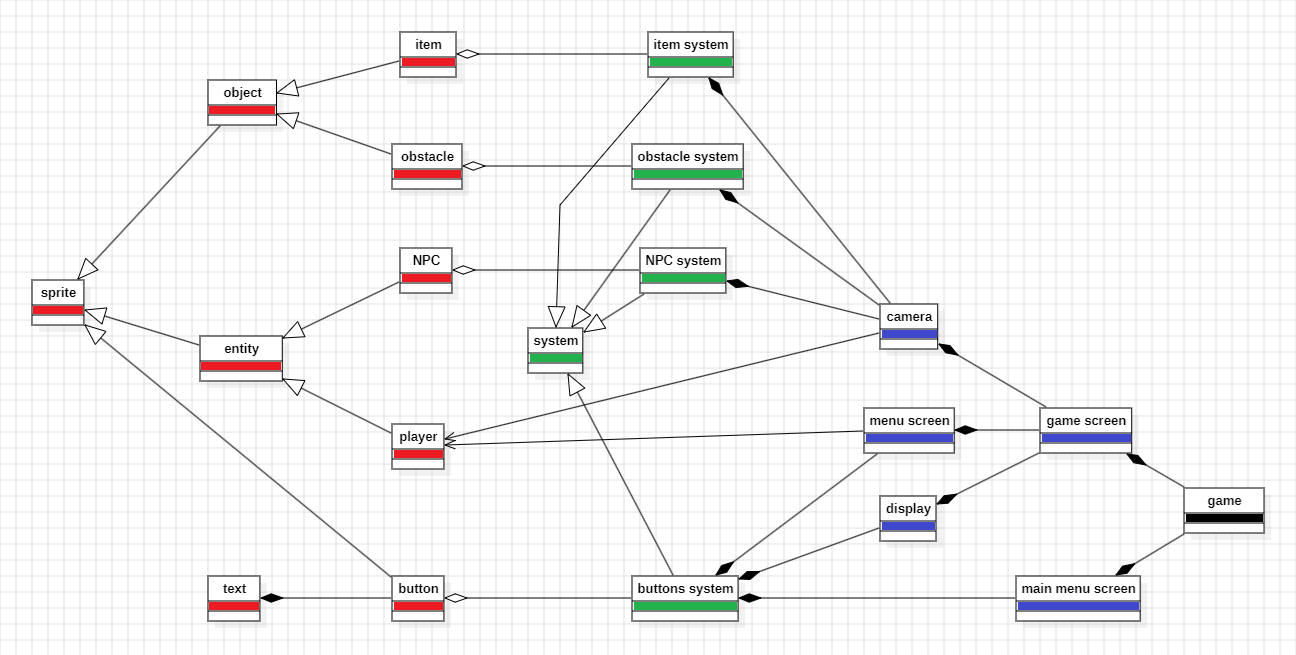 item
item system
object
obstacle
obstacle system
NPC
NPC system
sprite
camera
system
entity
menu screen
game screen
player
game
display
text
button
buttons system
main menu screen